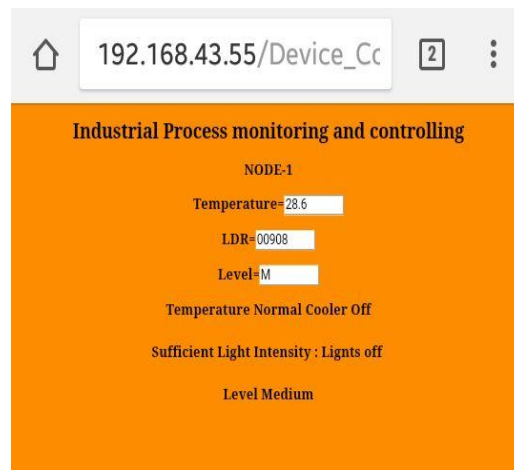 192.168.43.55/Device_Co
2
Industrial Process monitoring and controlling
NODE-1
Temperature=28.6
LDR=00908
Level=M
Temperature Normal Cooler Off
Sufficient Light Intensity : Lignts off
Level Medium